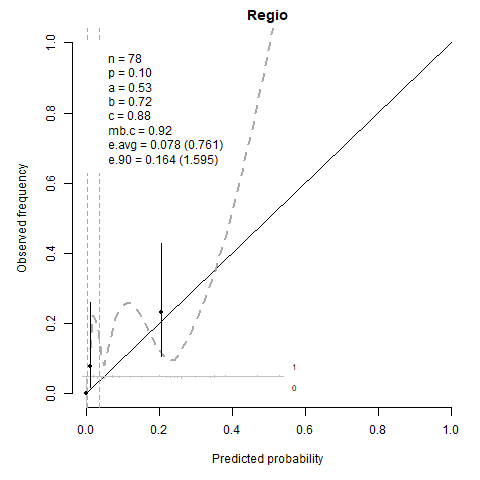 Regio
n = 78
p = 0.10
a = 0.53
b = 0.72
c = 0.88
mb.c = 0.92
e.avg = 0.078 (0.761)
e.90 = 0.164 (1.595)
Observed frequency
1.0
0.8
0.6
0.4
0.2
0.0
1
0
0.0 0.2 0.4 0.6 0.8 1.0
Predicted probability